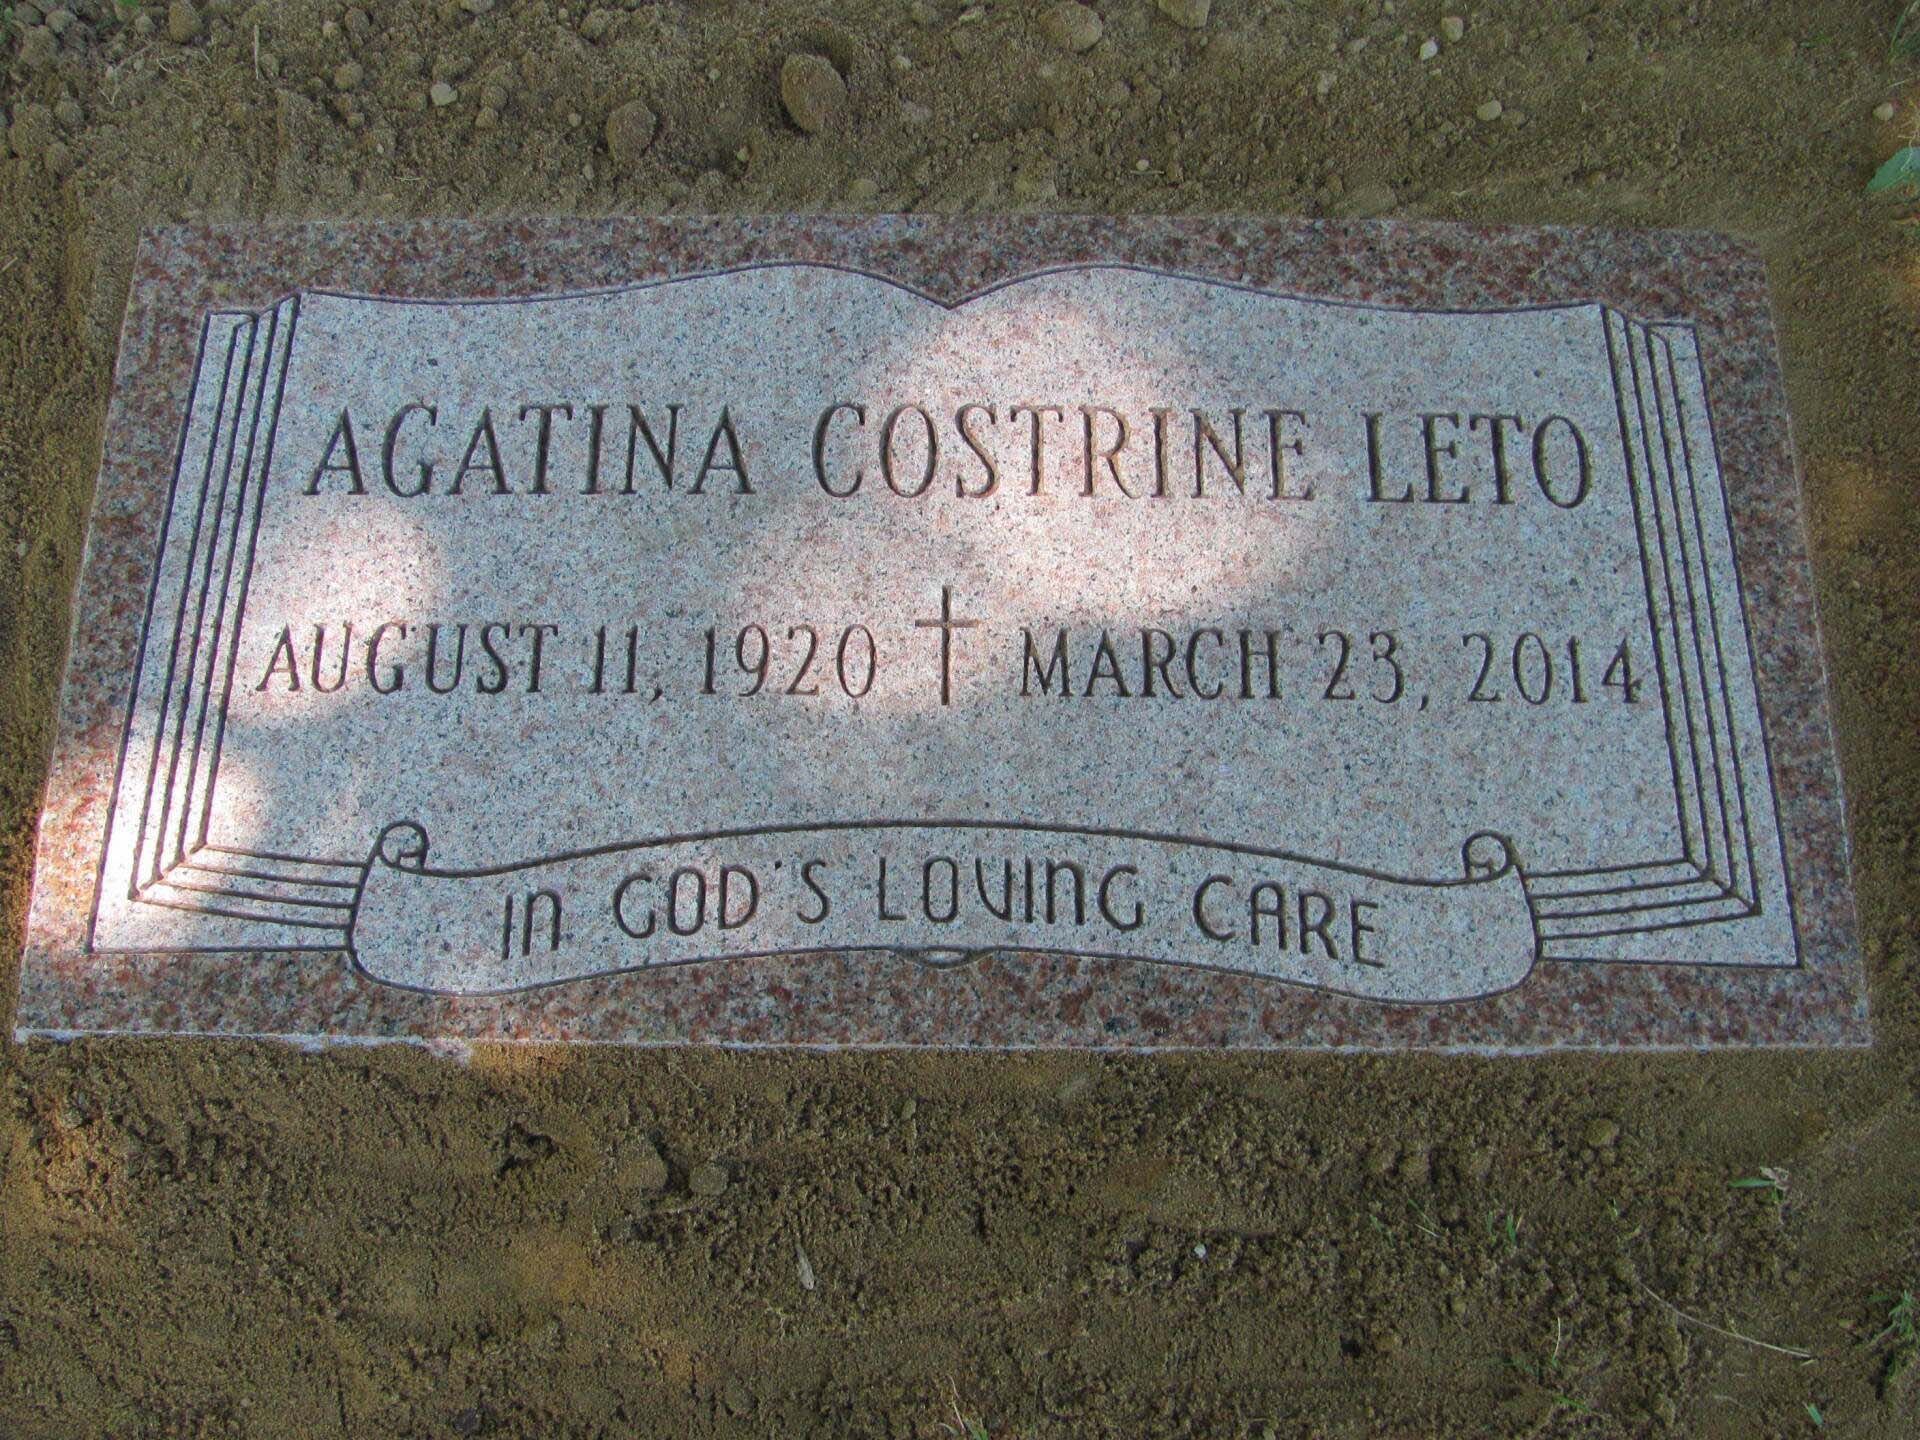 AGATINA COSTRINE LETO
AUGUST 11, 1920 MARCH 23, 2014
IN GOD'S LOVING CARE